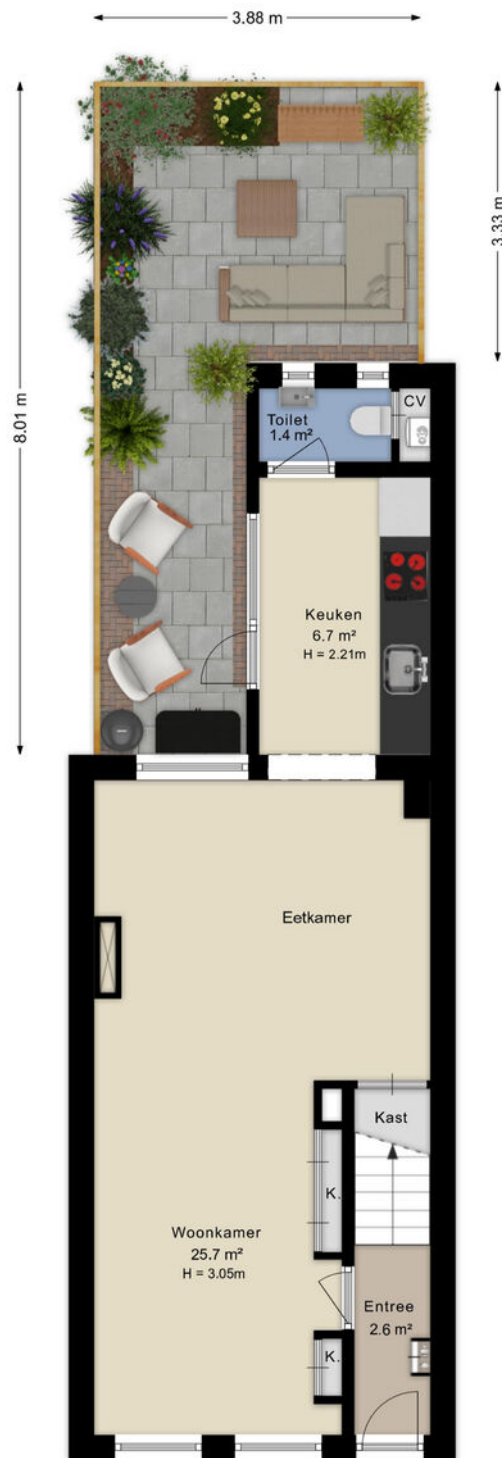 3.88 m
8.01 m
3.33 m
CV
Toilet
1.4 m²
Keuken
6.7 m²
H = 2.21m
Eetkamer
Kast
K.
Woonkamer
25.7 m²
H = 3.05m
Entree
2.6 m²
K.